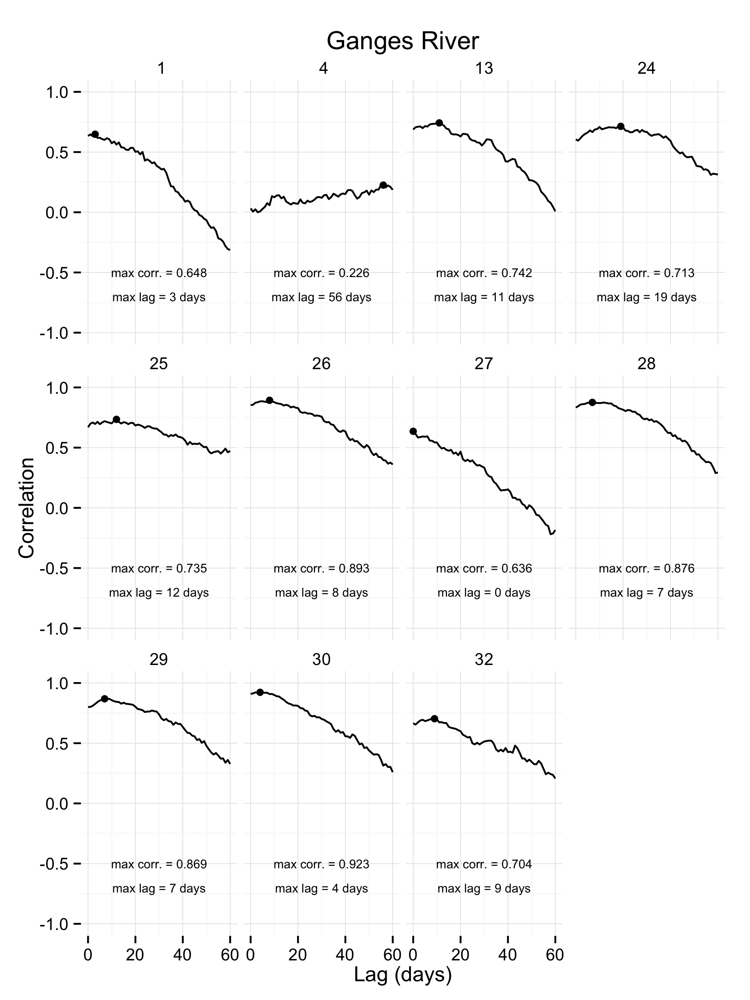 Ganges River
1 4 13 24
1.0
0.5
0.0
-0.5
-1.0
max corr. = 0.648 max corr. = 0.226 max corr. = 0.742 max corr. = 0.713
max lag = 3 days max lag = 56 days max lag = 11 days max lag = 19 days
25 26 27 28
1.0
0.5
0.0
-0.5
-1.0
max corr. = 0.735 max corr. = 0.893 max corr. = 0.636 max corr. = 0.876
max lag = 12 days max lag = 8 days max lag = 0 days max lag = 7 days
Correlation
29 30 32
1.0
0.5
0.0
-0.5
-1.0
max corr. = 0.869 max corr. = 0.923 max corr. = 0.704
max lag = 7 days max lag = 4 days max lag = 9 days
0 20 40 60 0 20 40 60 0 20 40 60
Lag (days)